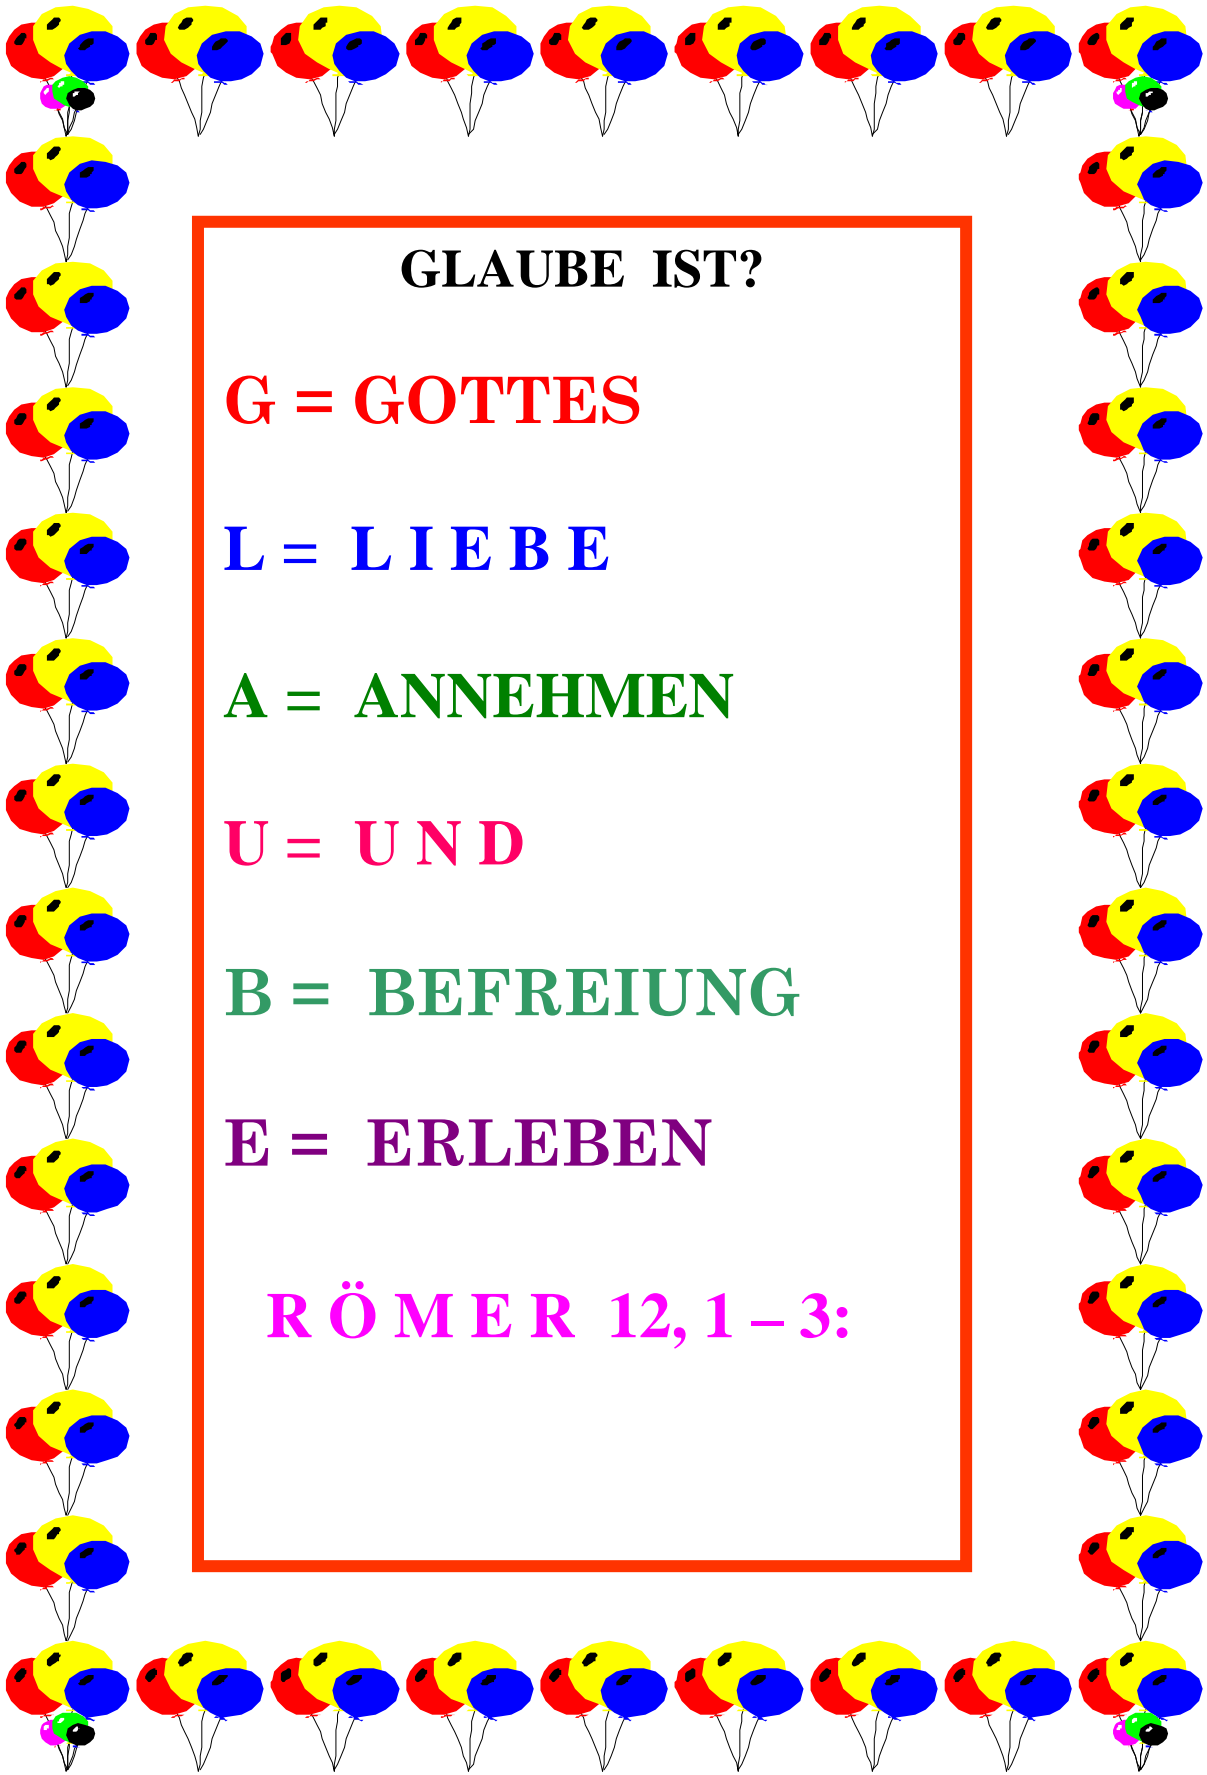 GLAUBE IST?
G = GOTTES
L = L I E B E
A = ANNEHMEN
U = U N D
B = BEFREIUNG
E = ERLEBEN
R Ö M E R 12, 1 – 3: